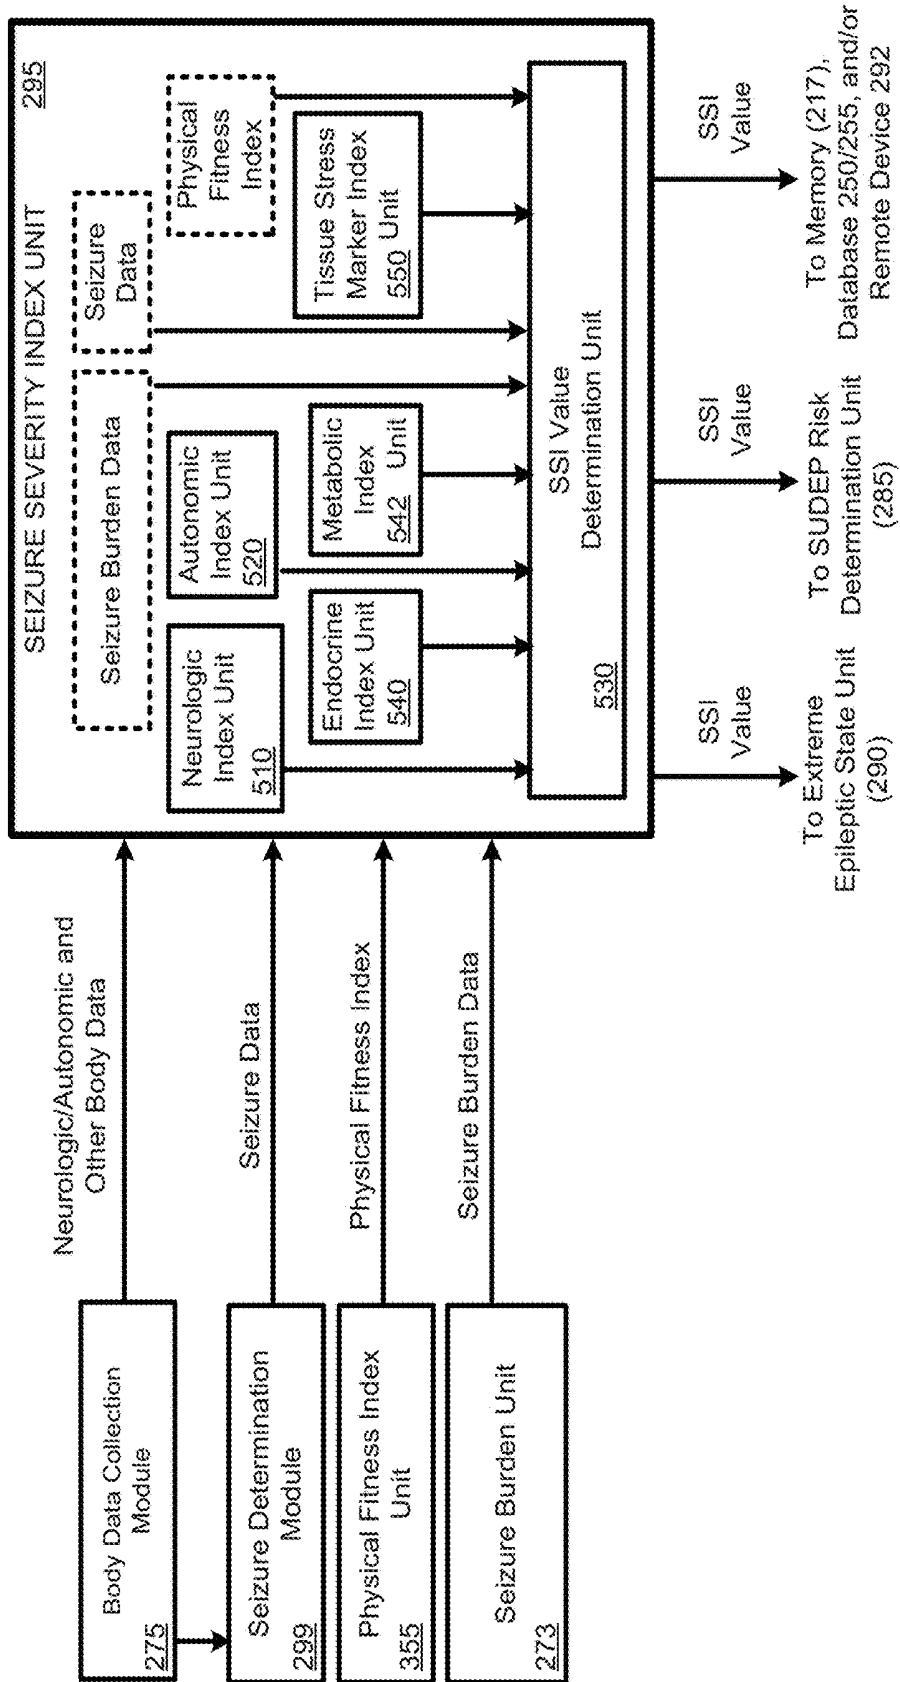 Body Data Collection
Module
275
Seizure Determination
Module
299
Physical Fitness Index
Unit
355
Seizure Burden Unit
273
Neurologic/Autonomic and
Other Body Data
Seizure Data
Physical Fitness Index
Seizure Burden Data
SEIZURE SEVERITY INDEX UNIT
295
Seizure Burden Data
Seizure
Data
Neurologic
Index Unit
510
Autonomic
Index Unit
520
Physical
Fitness
Index
Endocrine
Index Unit
540
Metabolic
Index
Unit
542
Tissue Stress
Marker Index
Unit
550
SSI Value
Determination Unit
530
SSI
Value
SSI
Value
SSI
Value
To Extreme
Epileptic State Unit
(290)
To SUDEP Risk
Determination Unit
(285)
To Memory (217),
Database 250/255, and/or
Remote Device 292